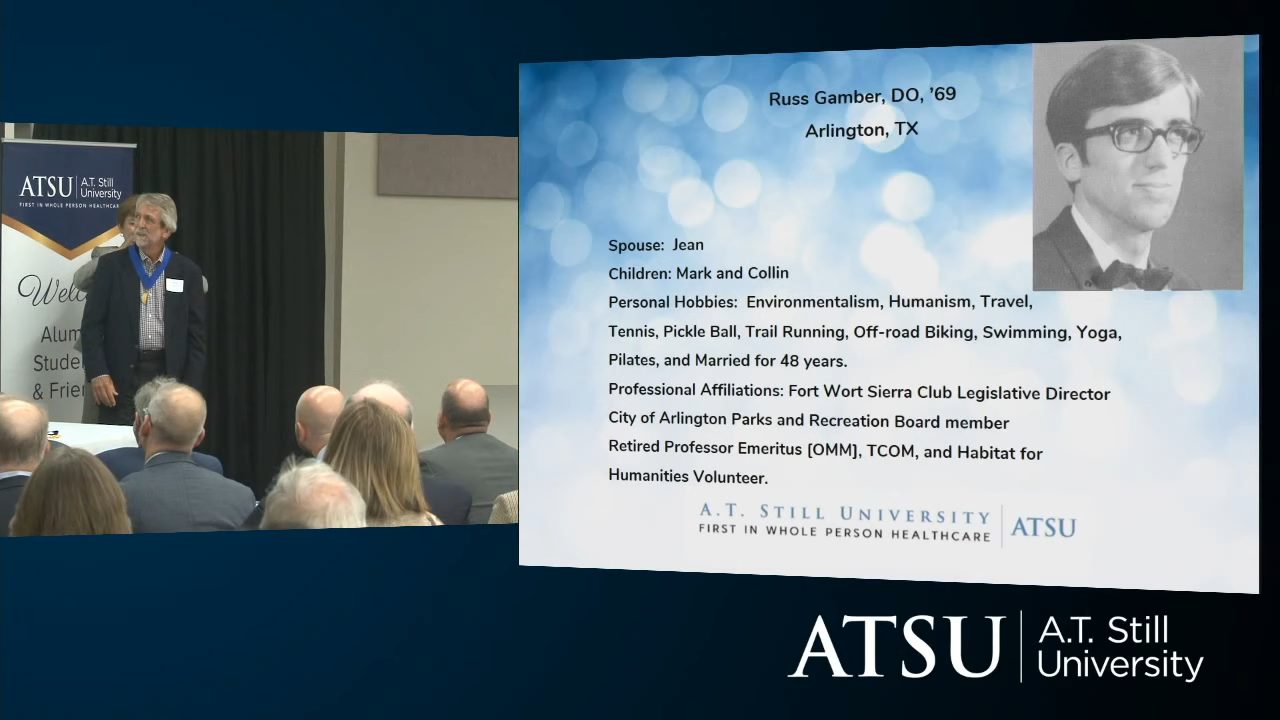 ATSU
A.T. Still
University
FIRST IN WHOLE PERSON HEALTHCARE
Alum
Stude
& Frie
Russ Gamber, DO, ’69
Arlington, TX
Spouse:  Jean
Children: Mark and Collin
Personal Hobbies:  Environmentalism, Humanism, Travel,
Tennis, Pickle Ball, Trail Running, Off-road Biking, Swimming, Yoga,
Pilates, and Married for 48 years.
Professional Affiliations: Fort Wort Sierra Club Legislative Director
City of Arlington Parks and Recreation Board member
Retired Professor Emeritus [OMM], TCOM, and Habitat for
Humanities Volunteer.
A.T. STILL UNIVERSITY
FIRST IN WHOLE PERSON HEALTHCARE
ATSU
ATSU
A.T. Still
University